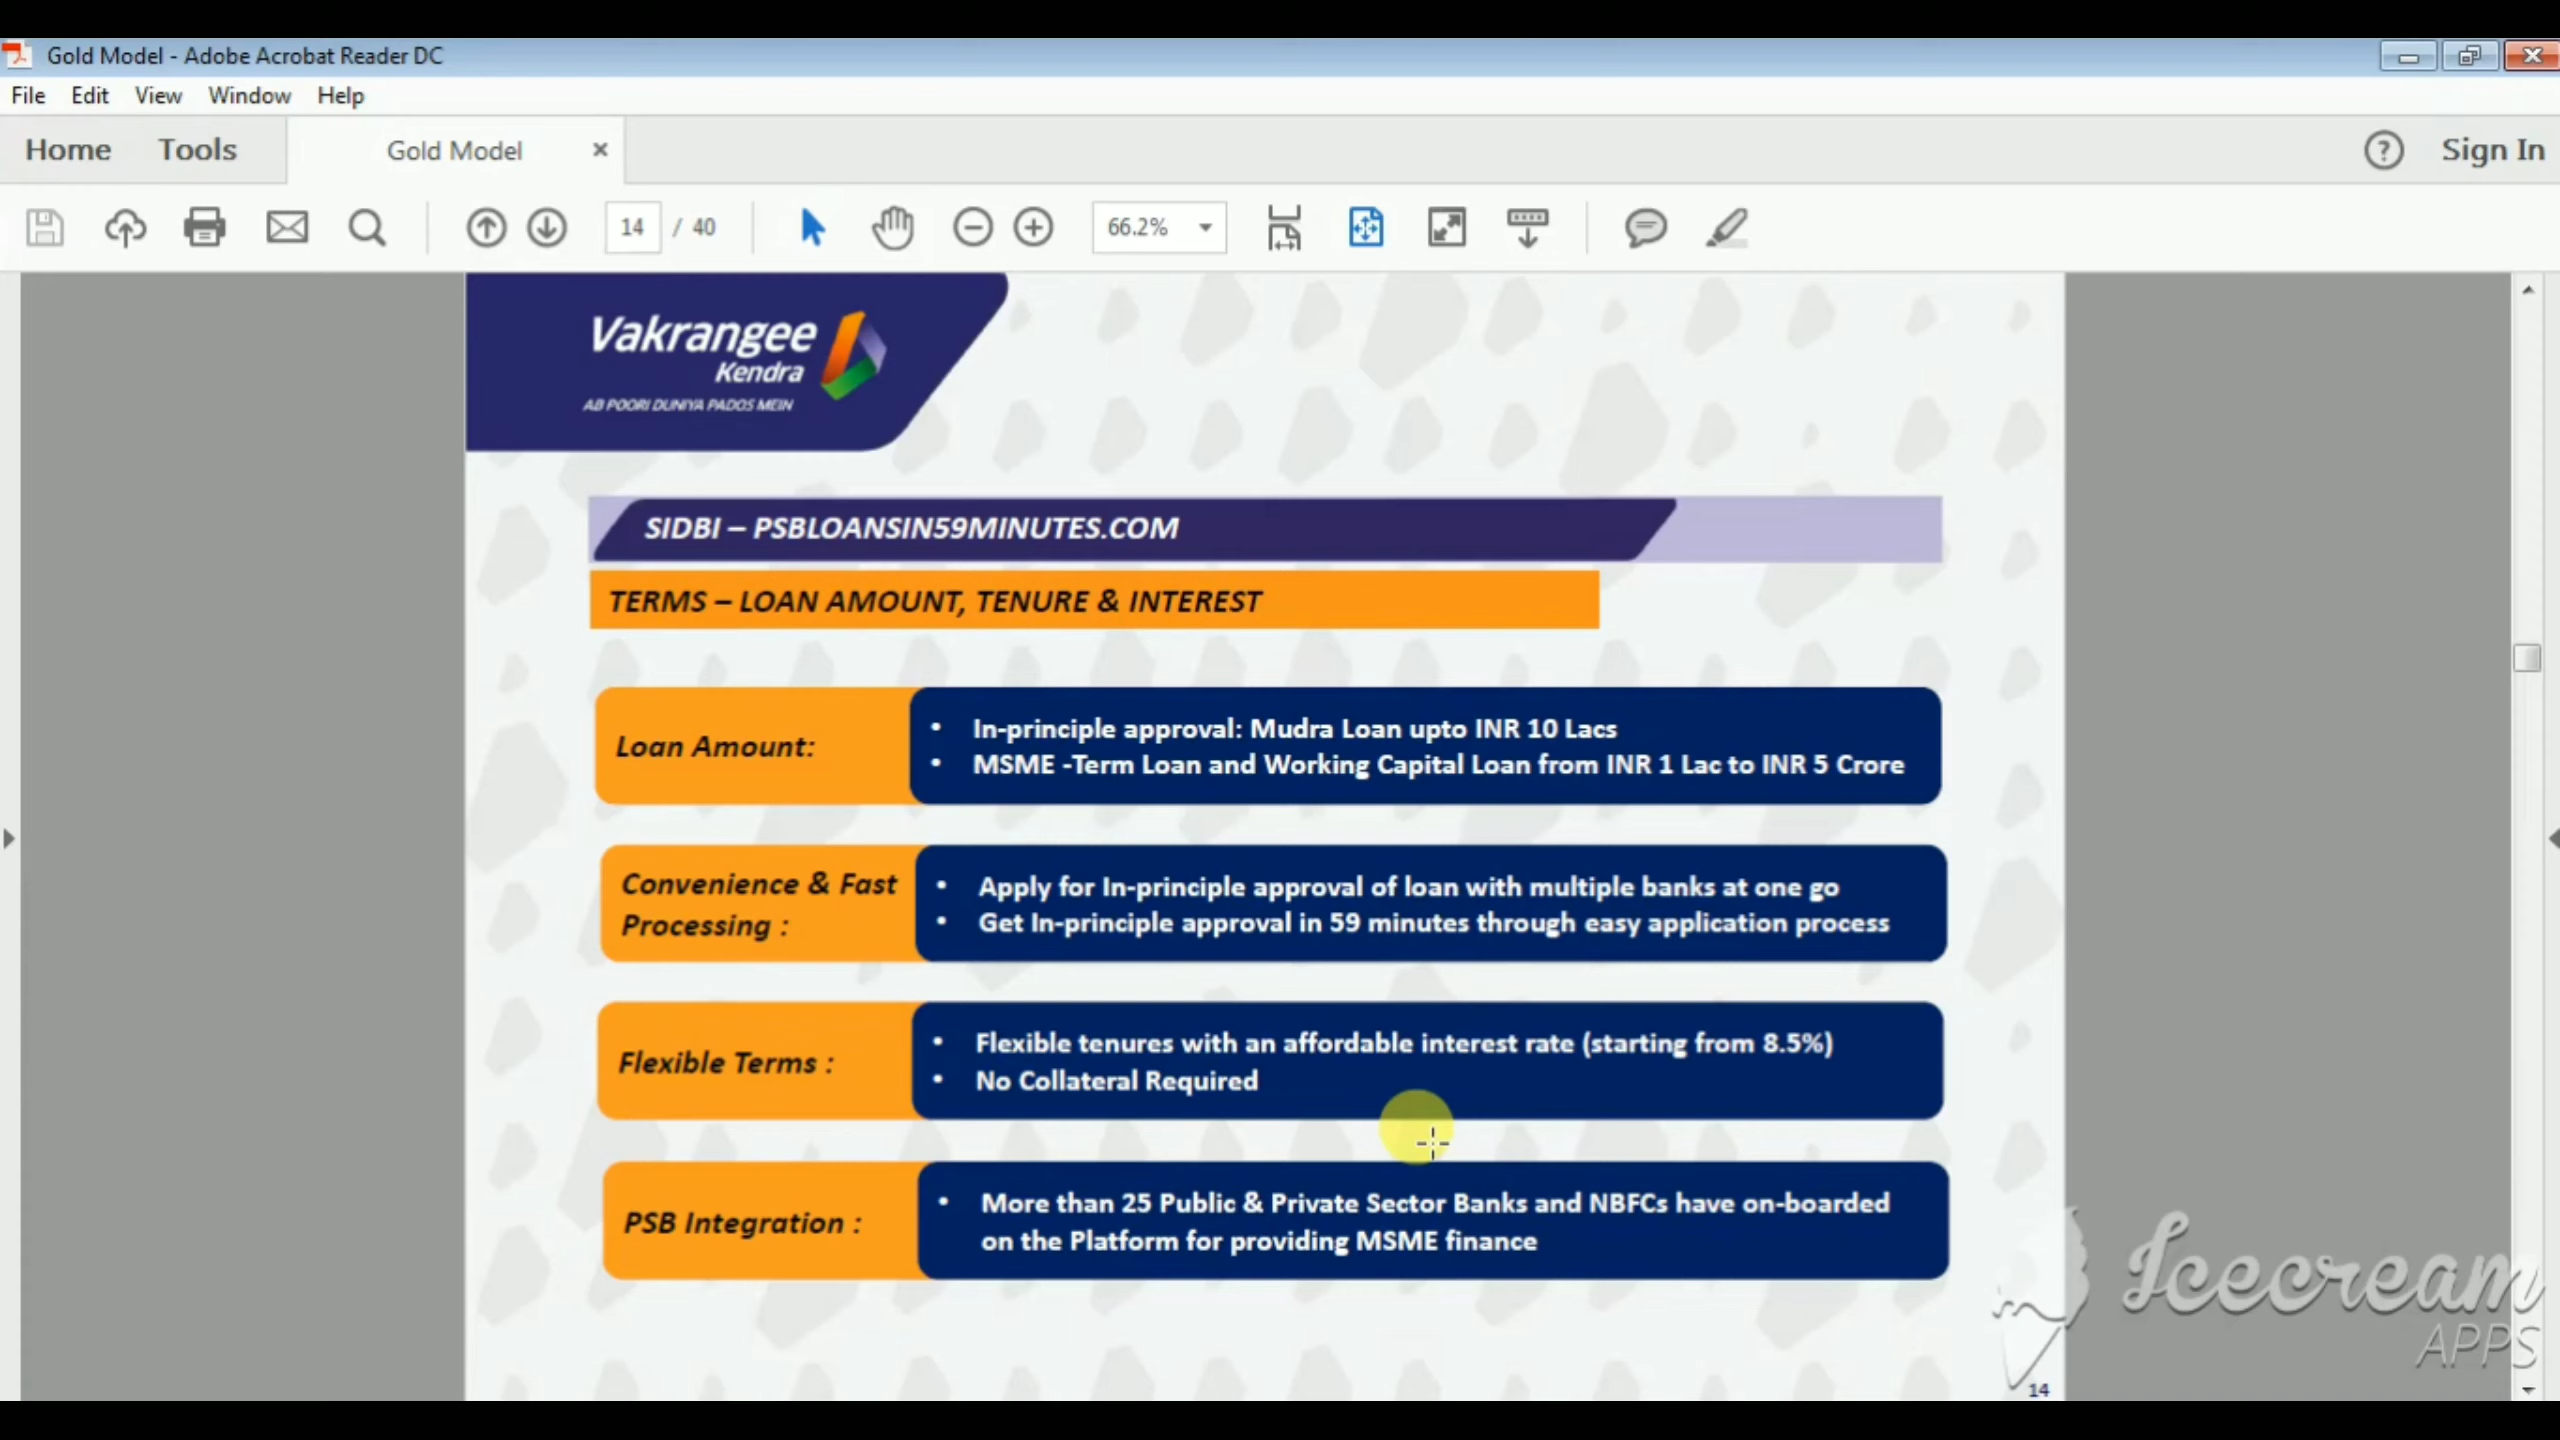 Gold Model - Adobe Acrobat Reader DC
File Edit View Window Help
Home Tools Gold Model Sign In
14 / 40 66.2%
Vakrangee
Kendra
AB POORI DUNIYA PADOS MEIN
SIDBI – PSBLOANSIN59MINUTES.COM
TERMS – LOAN AMOUNT, TENURE & INTEREST
Loan Amount:
• In-principle approval: Mudra Loan upto INR 10 Lacs
• MSME -Term Loan and Working Capital Loan from INR 1 Lac to INR 5 Crore
Convenience & Fast
Processing :
• Apply for In-principle approval of loan with multiple banks at one go
• Get In-principle approval in 59 minutes through easy application process
Flexible Terms :
• Flexible tenures with an affordable interest rate (starting from 8.5%)
• No Collateral Required
PSB Integration :
• More than 25 Public & Private Sector Banks and NBFCs have on-boarded
on the Platform for providing MSME finance
Icecream
APPS
14